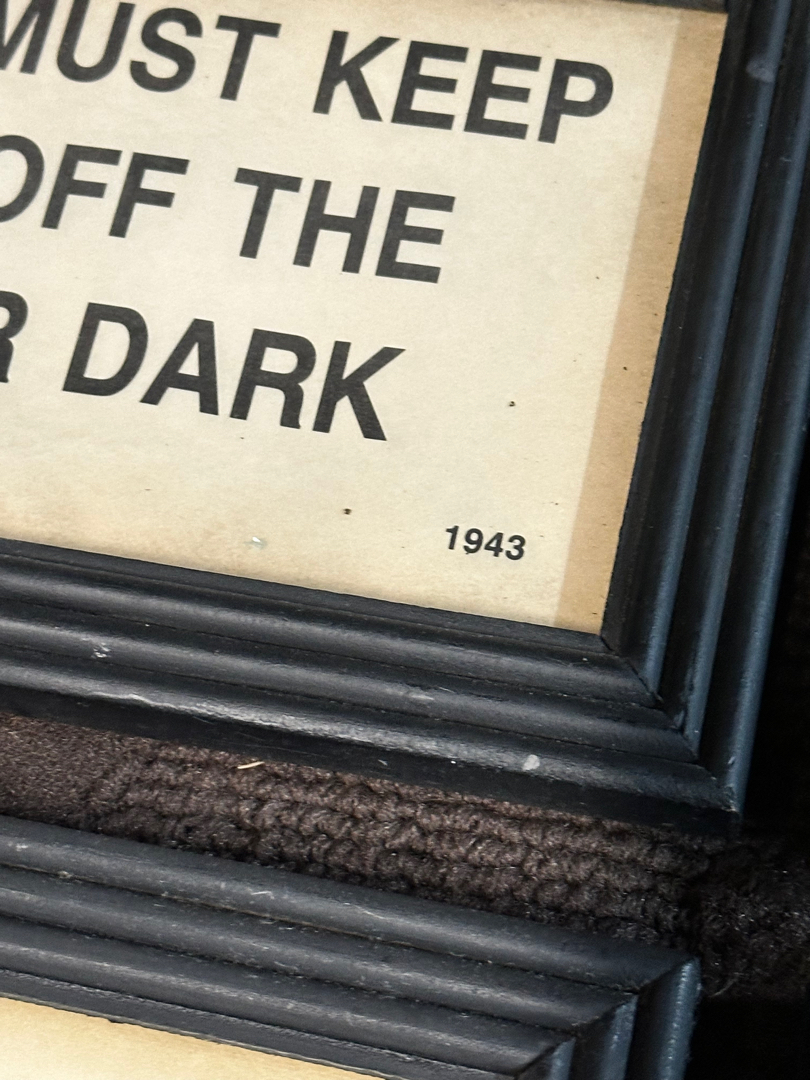 MUST KEEP
OFF THE
R DARK
1943